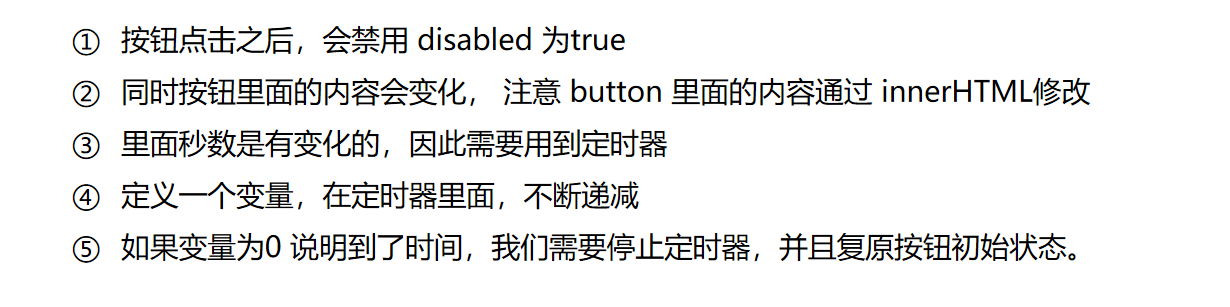 ① 按钮点击之后，会禁用 disabled 为true
② 同时按钮里面的内容会变化， 注意 button 里面的内容通过 innerHTML修改
③ 里面秒数是有变化的，因此需要用到定时器
④ 定义一个变量，在定时器里面，不断递减
⑤ 如果变量为0 说明到了时间，我们需要停止定时器，并且复原按钮初始状态。